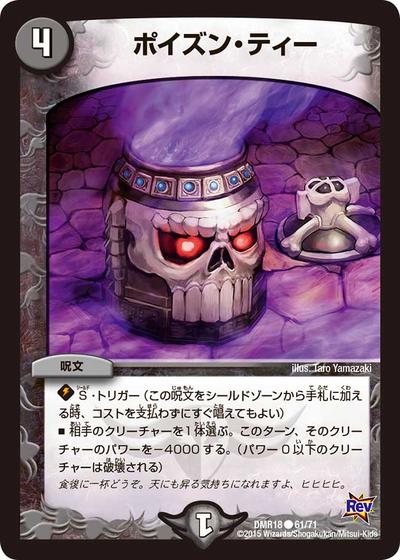 4
ポイズン・ティー
呪文
illus. Taro Yamazaki
S・トリガー（この呪文をシールドゾーンから手札に加え
る時、コストを支払わずにすぐ唱えてもよい）
■ 相手のクリーチャーを1体選ぶ。このターン、そのクリー
チャーのパワーを－4000する。（パワー0以下のクリー
チャーは破壊される）
食後に一杯どうぞ。天にも昇る気持ちになれますよ、ヒヒヒヒ。
DMR18 ● 61/71
Rev
©2015 Wizards/Shogakukan/Mitsui-Kids